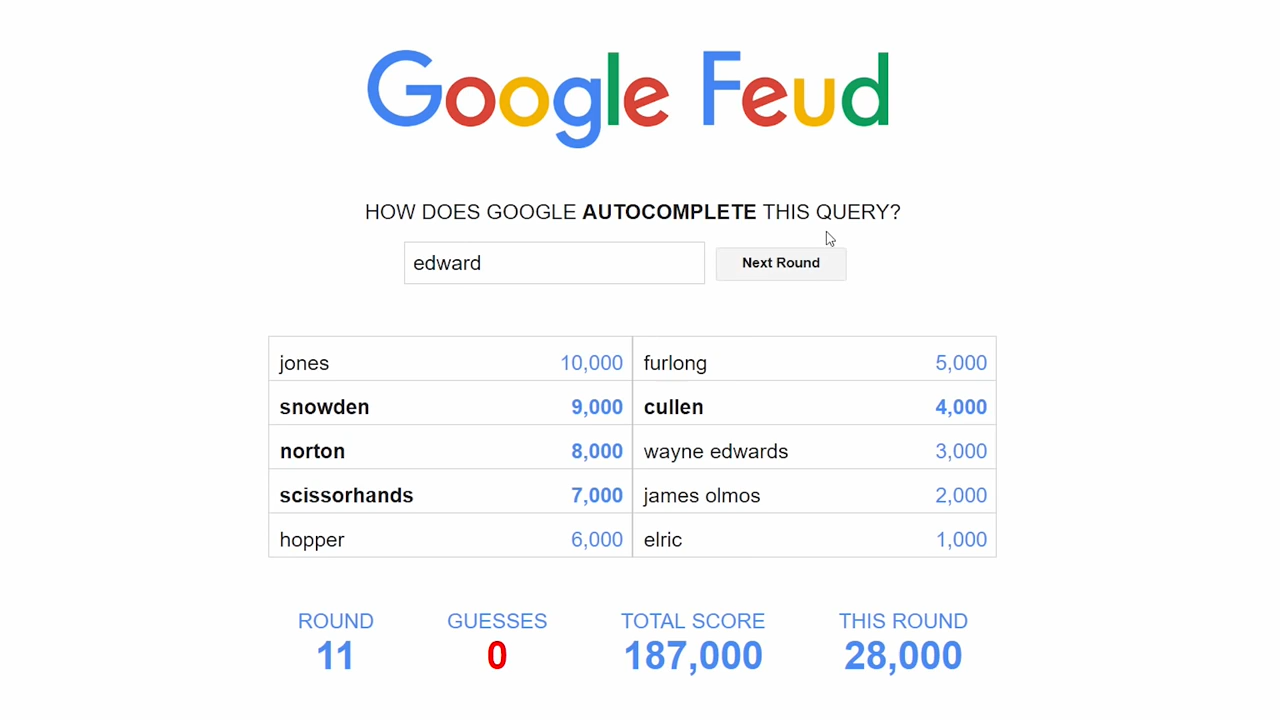 Google Feud
HOW DOES GOOGLE AUTOCOMPLETE THIS QUERY?
edward
Next Round
jones 10,000
snowden 9,000
norton 8,000
scissorhands 7,000
hopper 6,000
furlong 5,000
cullen 4,000
wayne edwards 3,000
james olmos 2,000
elric 1,000
ROUND
11
GUESSES
0
TOTAL SCORE
187,000
THIS ROUND
28,000